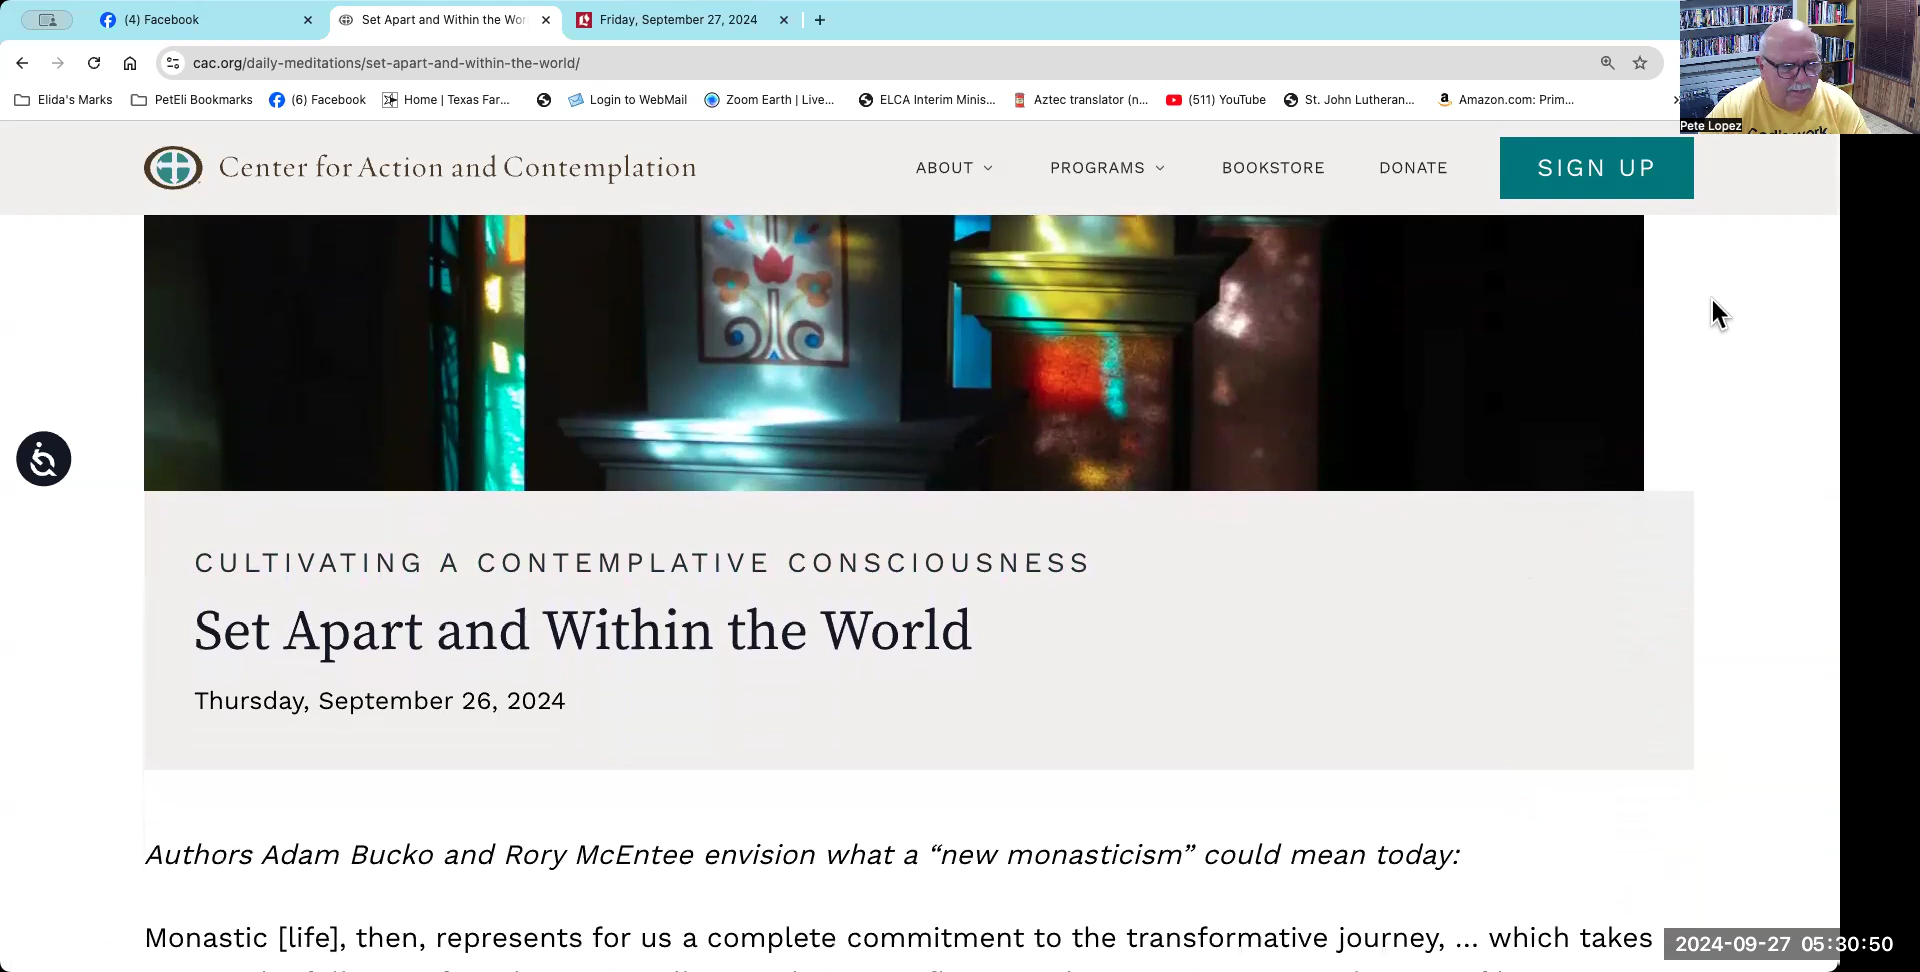 (4) Facebook
Set Apart and Within the Wor
Friday, September 27, 2024
cac.org/daily-meditations/set-apart-and-within-the-world/
Elida's Marks
PetEli Bookmarks
(6) Facebook
Home | Texas Far...
Login to WebMail
Zoom Earth | Live...
ELCA Interim Minis...
Aztec translator (n...
(511) YouTube
St. John Lutheran...
Amazon.com: Prim...
Pete Lopez
Center for Action and Contemplation
ABOUT
PROGRAMS
BOOKSTORE
DONATE
SIGN UP
CULTIVATING A CONTEMPLATIVE CONSCIOUSNESS
Set Apart and Within the World
Thursday, September 26, 2024
Authors Adam Bucko and Rory McEntee envision what a “new monasticism” could mean today:
Monastic [life], then, represents for us a complete commitment to the transformative journey, ... which takes
2024-09-27 05:30:50